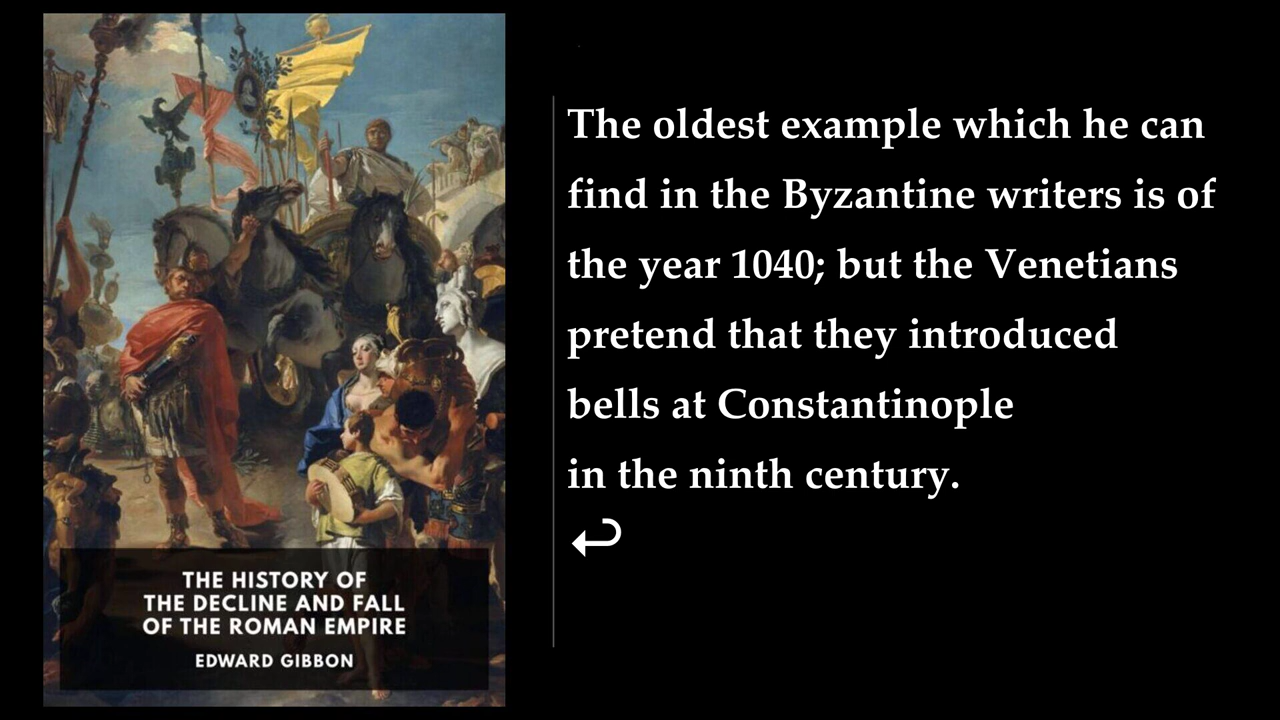 THE HISTORY OF
THE DECLINE AND FALL
OF THE ROMAN EMPIRE
EDWARD GIBBON
The oldest example which he can
find in the Byzantine writers is of
the year 1040; but the Venetians
pretend that they introduced
bells at Constantinople
in the ninth century.
↩